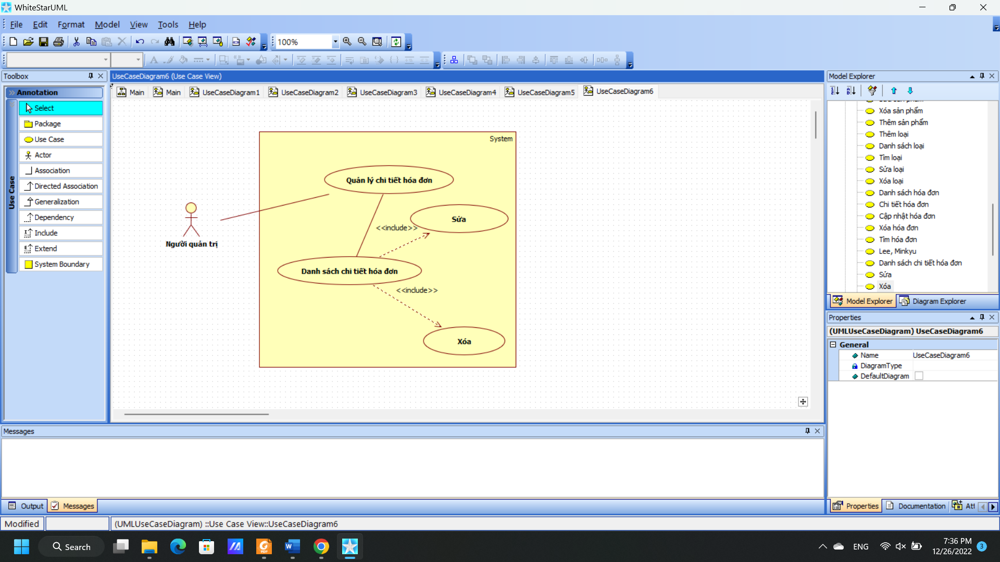 WhiteStarUML
File Edit Format Model View Tools Help
100%
Toolbox
UseCaseDiagram6 (Use Case View)
Model Explorer
Annotation
Main Main UseCaseDiagram1 UseCaseDiagram2 UseCaseDiagram3 UseCaseDiagram4 UseCaseDiagram5 UseCaseDiagram6
Use Case
Select
Package
Use Case
Actor
Association
Directed Association
Generalization
Dependency
Include
Extend
System Boundary
System
Quản lý chi tiết hóa đơn
Sửa
<<include>>
Người quản trị
Danh sách chi tiết hóa đơn
<<include>>
Xóa
Xóa sản phẩm
Thêm sản phẩm
Thêm loại
Danh sách loại
Tìm loại
Sửa loại
Xóa loại
Danh sách hóa đơn
Chi tiết hóa đơn
Cập nhật hóa đơn
Xóa hóa đơn
Tìm hóa đơn
Lee, Minkyu
Danh sách chi tiết hóa đơn
Sửa
Xóa
Model Explorer Diagram Explorer
Properties
(UMLUseCaseDiagram) UseCaseDiagram6
General
Name UseCaseDiagram6
DiagramType
DefaultDiagram
Messages
Output Messages
Properties Documentation Att
Modified
(UMLUseCaseDiagram) ::Use Case View::UseCaseDiagram6
Search
ENG
7:36 PM
12/26/2022
3